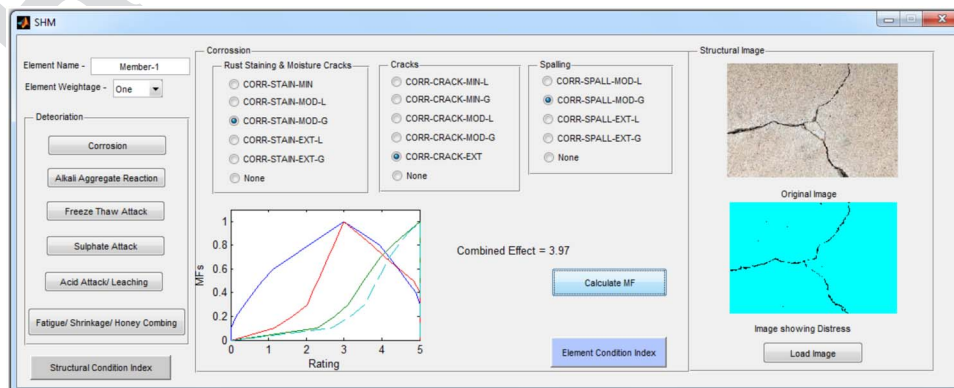 SHM
Element Name - Member-1
Element Weightage - One
Deteoriation
Corrosion
Alkali Aggregate Reaction
Freeze Thaw Attack
Sulphate Attack
Acid Attack/ Leaching
Fatigue/ Shrinkage/ Honey Combing
Structural Condition Index
Corrossion
Rust Staining & Moisture Cracks
CORR-STAIN-MIN
CORR-STAIN-MOD-L
CORR-STAIN-MOD-G
CORR-STAIN-EXT-L
CORR-STAIN-EXT-G
None
Cracks
CORR-CRACK-MIN-L
CORR-CRACK-MIN-G
CORR-CRACK-MOD-L
CORR-CRACK-MOD-G
CORR-CRACK-EXT
None
Spalling
CORR-SPALL-MOD-L
CORR-SPALL-MOD-G
CORR-SPALL-EXT-L
CORR-SPALL-EXT-G
None
MFs
1
0.8
0.6
0.4
0.2
0
0 1 2 3 4 5
Rating
Combined Effect = 3.97
Calculate MF
Element Condition Index
Structural Image
Original Image
Image showing Distress
Load Image